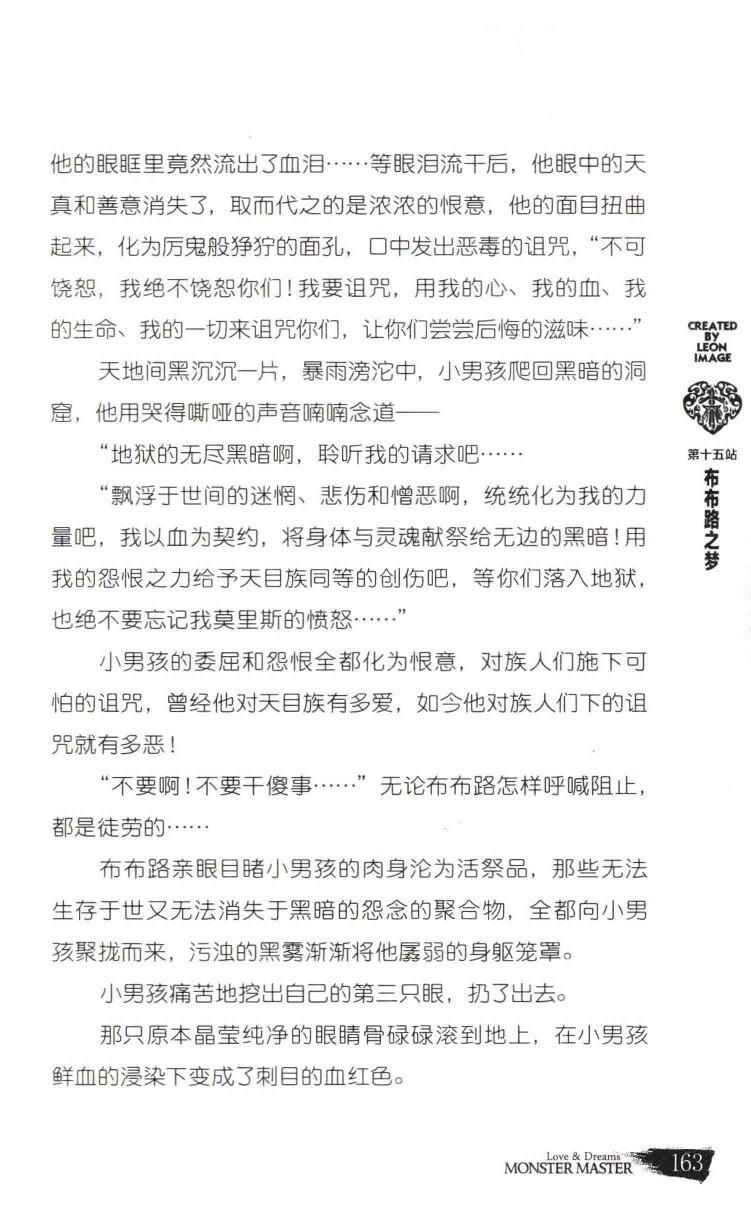 他的眼眶里竟然流出了血泪……等眼泪流干后，他眼中的天
真和善意消失了，取而代之的是浓浓的恨意，他的面目扭曲
起来，化为厉鬼般狰狞的面孔，口中发出恶毒的诅咒，“不可
饶恕，我绝不饶恕你们！我要诅咒，用我的心、我的血、我
的生命、我的一切来诅咒你们，让你们尝尝后悔的滋味……”
天地间黑沉沉一片，暴雨滂沱中，小男孩爬回黑暗的洞
窟，他用哭得嘶哑的声音喃喃念道——
“地狱的无尽黑暗啊，聆听我的请求吧……
“飘浮于世间的迷惘、悲伤和憎恶啊，统统化为我的力
量吧，我以血为契约，将身体与灵魂献祭给无边的黑暗！用
我的怨恨之力给予天目族同等的创伤吧，等你们落入地狱，
也绝不要忘记我莫里斯的愤怒……”
小男孩的委屈和怨恨全都化为恨意，对族人们施下可
怕的诅咒，曾经他对天目族有多爱，如今他对族人们下的诅
咒就有多恶！
“不要啊！不要干傻事……”无论布布路怎样呼喊阻止，
都是徒劳的……
布布路亲眼目睹小男孩的肉身沦为活祭品，那些无法
生存于世又无法消失于黑暗的怨念的聚合物，全都向小男
孩聚拢而来，污浊的黑雾渐渐将他孱弱的身躯笼罩。
小男孩痛苦地挖出自己的第三只眼，扔了出去。
那只原本晶莹纯净的眼睛骨碌碌滚到地上，在小男孩
鲜血的浸染下变成了刺目的血红色。
CREATED
BY
LEON
IMAGE
第十五站
布布路之梦
Love & Dreams
MONSTER MASTER
163